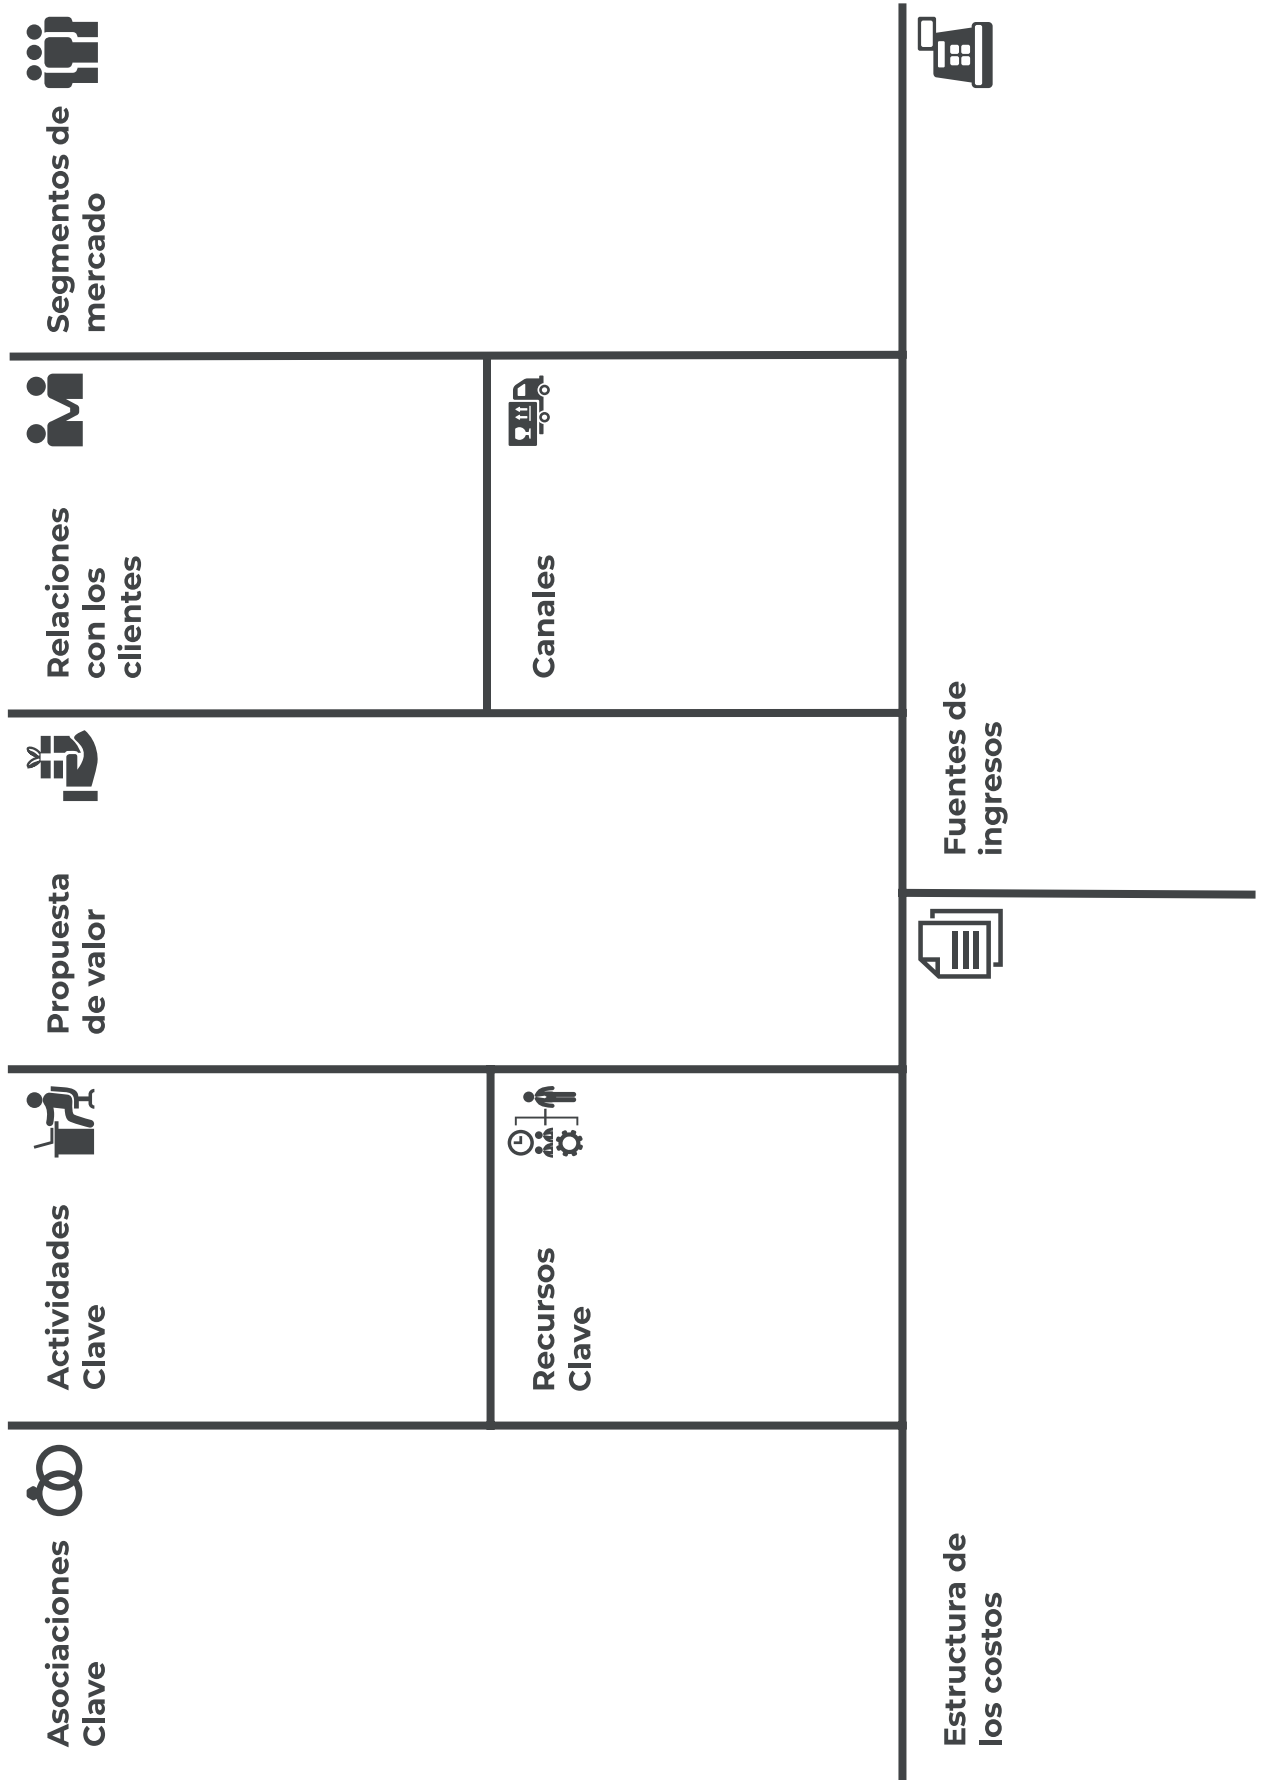 Asociaciones
Clave
Actividades
Clave
Recursos
Clave
Propuesta
de valor
Relaciones
con los
clientes
Canales
Segmentos de
mercado
Estructura de
los costos
Fuentes de
ingresos